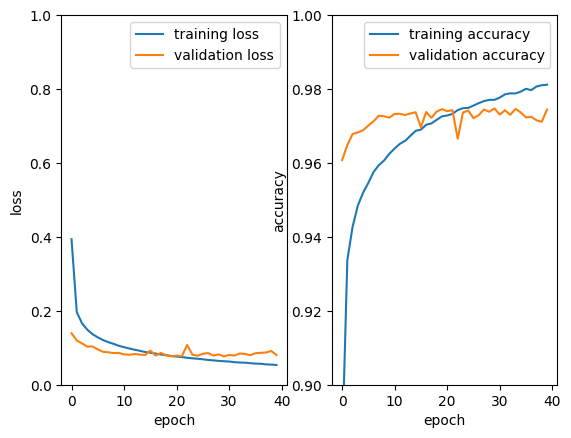 1.0
0.8
0.6
0.4
0.2
0.0
loss
0 10 20 30 40
epoch
training loss
validation loss
1.00
0.98
0.96
0.94
0.92
0.90
accuracy
0 10 20 30 40
epoch
training accuracy
validation accuracy